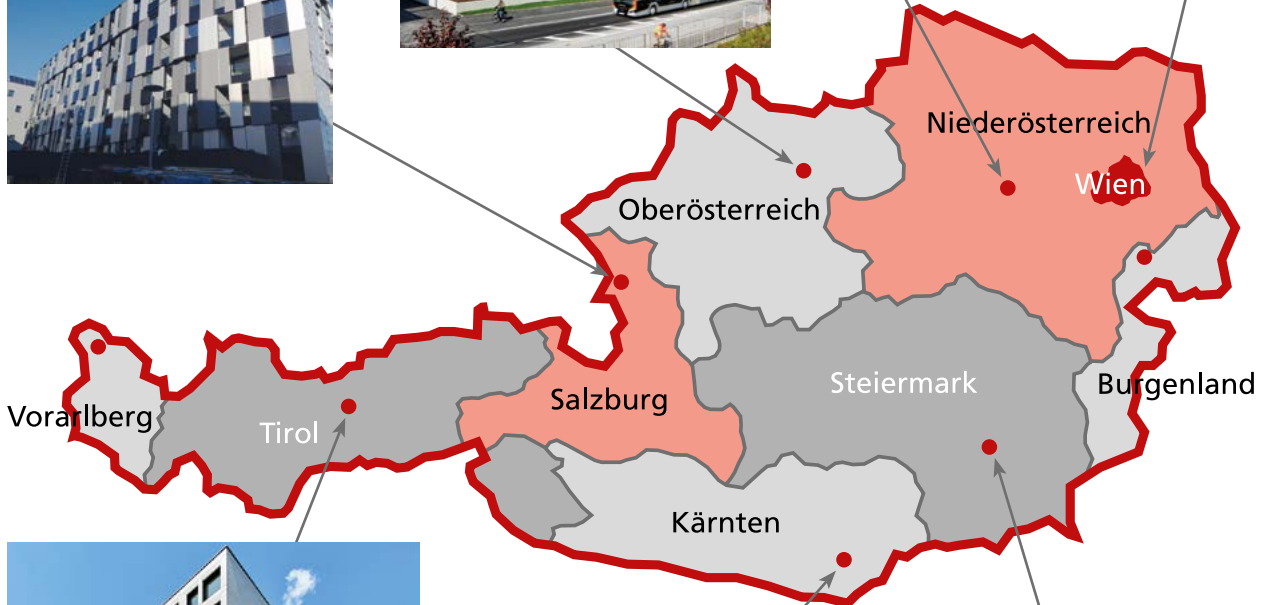 Niederösterreich
Wien
Oberösterreich
Steiermark
Burgenland
Salzburg
Vorarlberg
Tirol
Kärnten